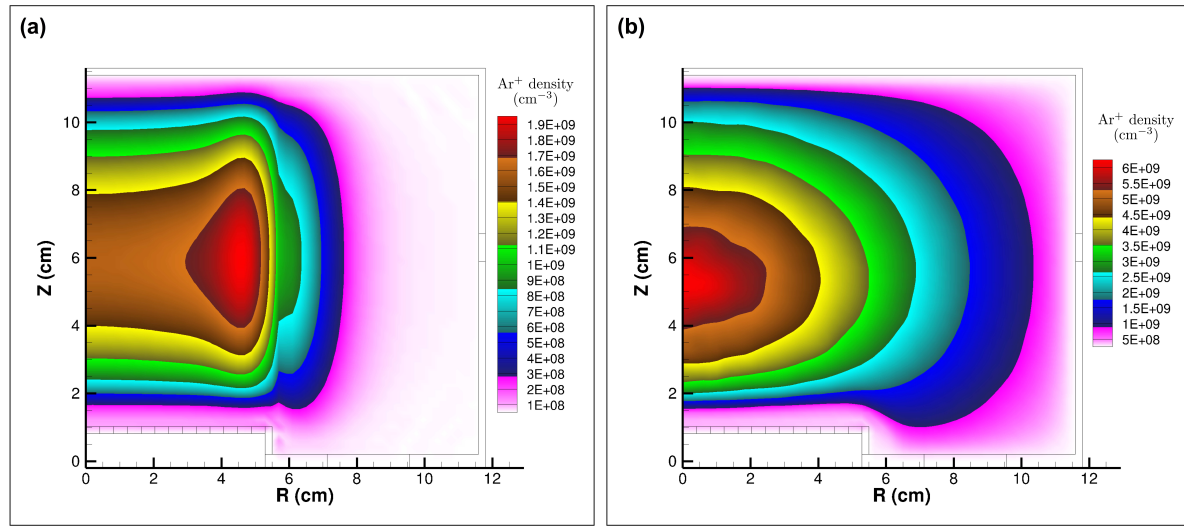 (a)
Ar+ density
(cm−3)
1.9E+09
1.8E+09
1.7E+09
1.6E+09
1.5E+09
1.4E+09
1.3E+09
1.2E+09
1.1E+09
1E+09
9E+08
8E+08
7E+08
6E+08
5E+08
4E+08
3E+08
2E+08
1E+08
Z (cm)
10
8
6
4
2
0
0 2 4 6 8 10 12
R (cm)
(b)
Ar+ density
(cm−3)
6E+09
5.5E+09
5E+09
4.5E+09
4E+09
3.5E+09
3E+09
2.5E+09
2E+09
1.5E+09
1E+09
5E+08
Z (cm)
10
8
6
4
2
0
0 2 4 6 8 10 12
R (cm)